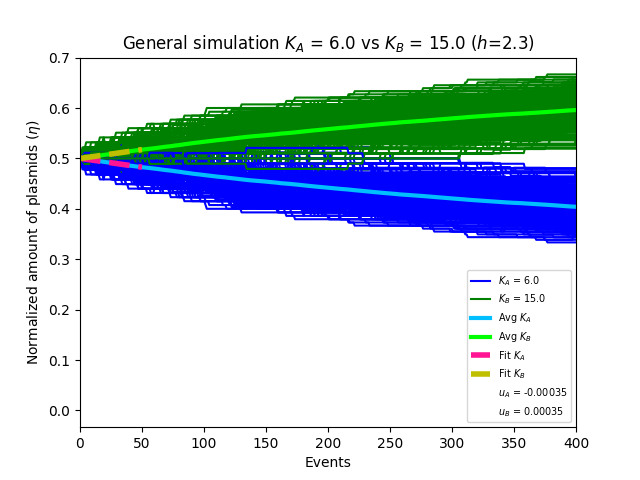 General simulation K_A = 6.0 vs K_B = 15.0 (h=2.3)
Normalized amount of plasmids (η)
0.7
0.6
0.5
0.4
0.3
0.2
0.1
0.0
K_A = 6.0
K_B = 15.0
Avg K_A
Avg K_B
Fit K_A
Fit K_B
u_A = -0.00035
u_B = 0.00035
0 50 100 150 200 250 300 350 400
Events